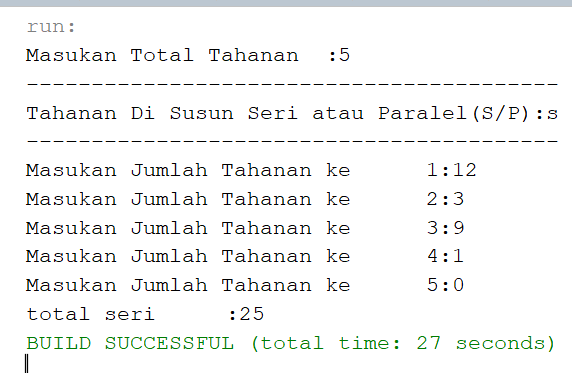 run:
Masukan Total Tahanan  :5
-----------------------------------------
Tahanan Di Susun Seri atau Paralel(S/P):s
-----------------------------------------
Masukan Jumlah Tahanan ke      1:12
Masukan Jumlah Tahanan ke      2:3
Masukan Jumlah Tahanan ke      3:9
Masukan Jumlah Tahanan ke      4:1
Masukan Jumlah Tahanan ke      5:0
total seri      :25
BUILD SUCCESSFUL (total time: 27 seconds)